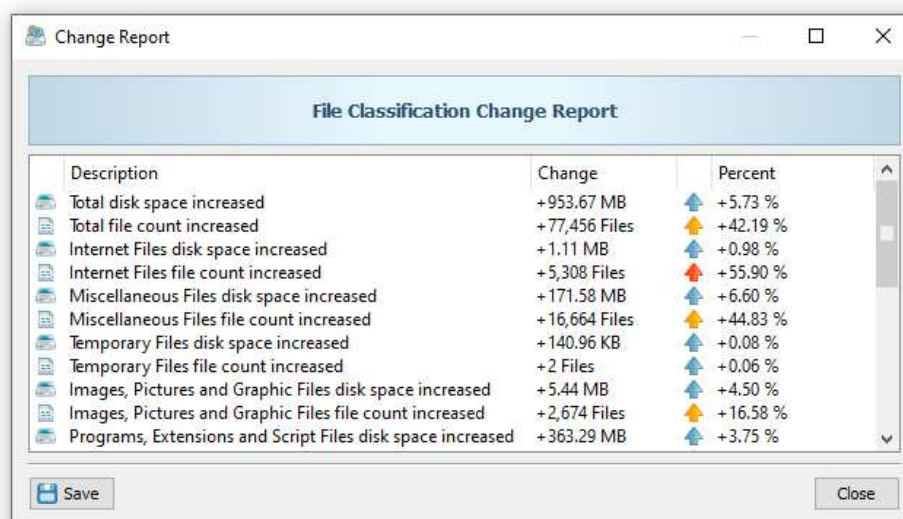 Change Report
File Classification Change Report
Description Change Percent
Total disk space increased +953.67 MB +5.73 %
Total file count increased +77,456 Files +42.19 %
Internet Files disk space increased +1.11 MB +0.98 %
Internet Files file count increased +5,308 Files +55.90 %
Miscellaneous Files disk space increased +171.58 MB +6.60 %
Miscellaneous Files file count increased +16,664 Files +44.83 %
Temporary Files disk space increased +140.96 KB +0.08 %
Temporary Files file count increased +2 Files +0.06 %
Images, Pictures and Graphic Files disk space increased +5.44 MB +4.50 %
Images, Pictures and Graphic Files file count increased +2,674 Files +16.58 %
Programs, Extensions and Script Files disk space increased +363.29 MB +3.75 %
Save Close